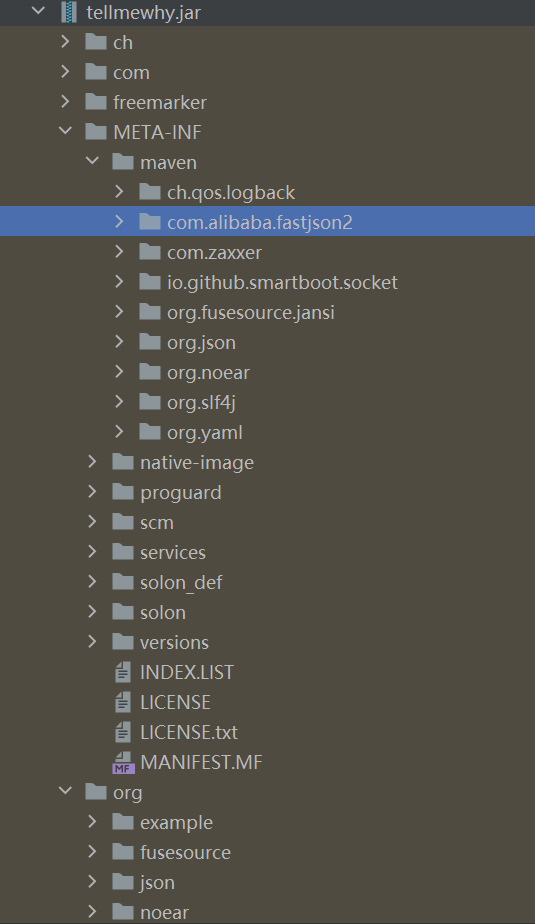 tellmewhy.jar
ch
com
freemarker
META-INF
maven
ch.qos.logback
com.alibaba.fastjson2
com.zaxxer
io.github.smartboot.socket
org.fusesource.jansi
org.json
org.noear
org.slf4j
org.yaml
native-image
proguard
scm
services
solon_def
solon
versions
INDEX.LIST
LICENSE
LICENSE.txt
MF MANIFEST.MF
org
example
fusesource
json
noear